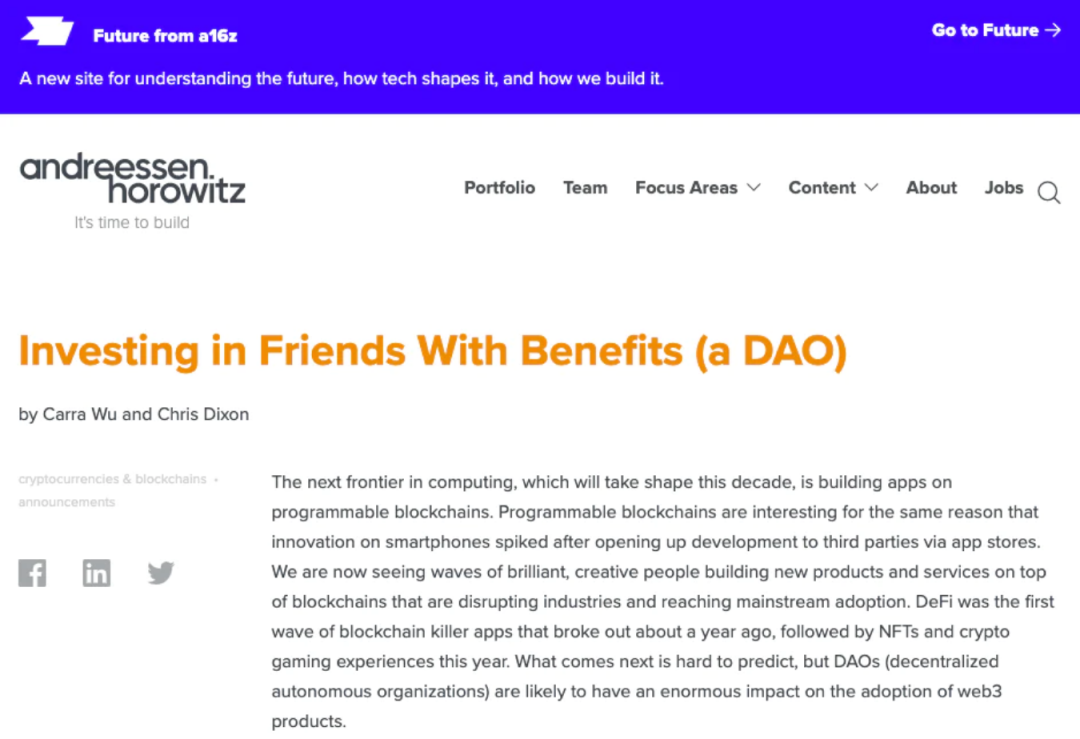 Future from a16z
Go to Future →
A new site for understanding the future, how tech shapes it, and how we build it.
andreessen.
horowitz
It's time to build
Portfolio Team Focus Areas Content About Jobs
Investing in Friends With Benefits (a DAO)
by Carra Wu and Chris Dixon
cryptocurrencies & blockchains •
announcements
The next frontier in computing, which will take shape this decade, is building apps on
programmable blockchains. Programmable blockchains are interesting for the same reason that
innovation on smartphones spiked after opening up development to third parties via app stores.
We are now seeing waves of brilliant, creative people building new products and services on top
of blockchains that are disrupting industries and reaching mainstream adoption. DeFi was the first
wave of blockchain killer apps that broke out about a year ago, followed by NFTs and crypto
gaming experiences this year. What comes next is hard to predict, but DAOs (decentralized
autonomous organizations) are likely to have an enormous impact on the adoption of web3
products.